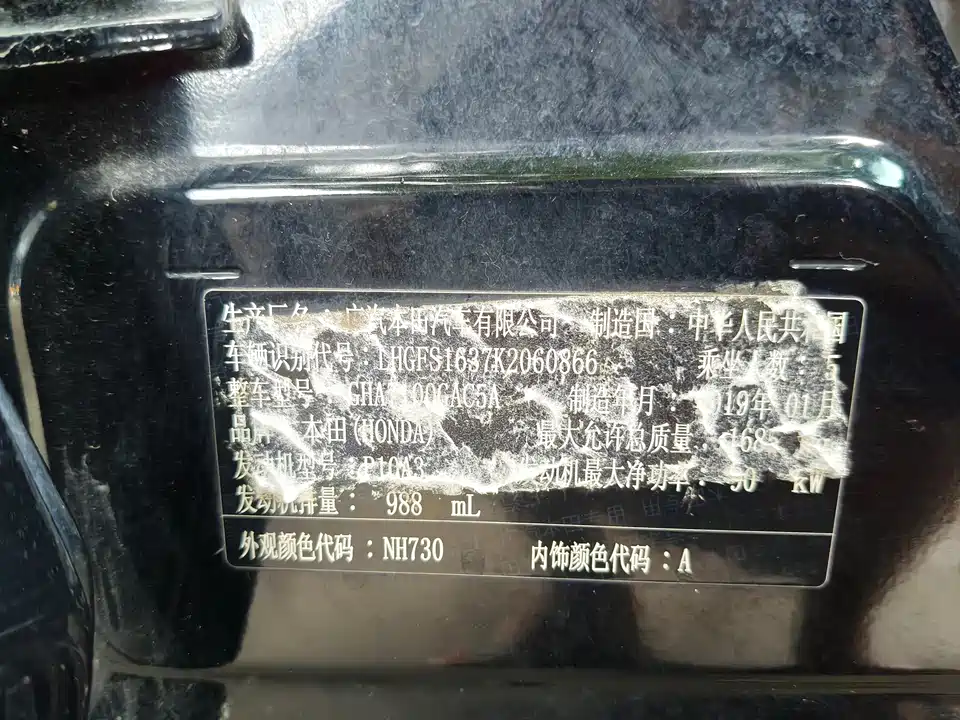 生产厂名：广汽本田汽车有限公司 制造国：中华人民共和国
车辆识别代号：LHGFS1637K2060866 乘坐人数：5
整车型号： 制造年月：2019年01月
品牌：本田(HONDA) 最大允许总质量：
发动机型号：P10A3 发动机最大净功率：90 kW
发动机排量：988 mL
外观颜色代码：NH730 内饰颜色代码：A